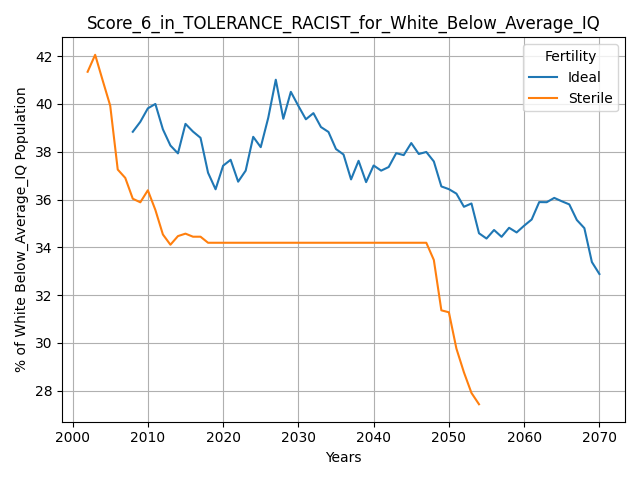 Score_6_in_TOLERANCE_RACIST_for_White_Below_Average_IQ
% of White Below_Average_IQ Population
42
40
38
36
34
32
30
28
Fertility
Ideal
Sterile
2000 2010 2020 2030 2040 2050 2060 2070
Years